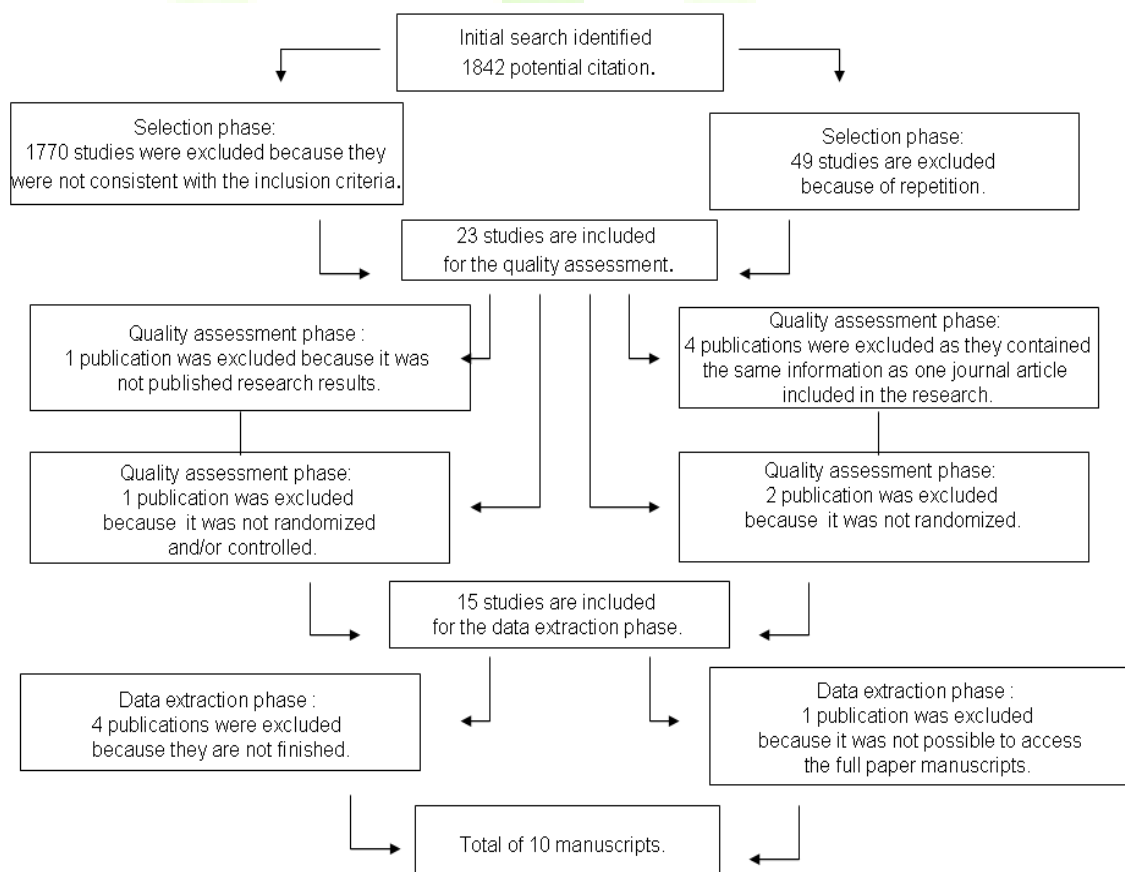 Initial search identified
1842 potential citation.
Selection phase:
1770 studies were excluded because they
were not consistent with the inclusion criteria.
Selection phase:
49 studies are excluded
because of repetition.
23 studies are included
for the quality assessment.
Quality assessment phase :
1 publication was excluded because it was
not published research results.
Quality assessment phase:
4 publications were excluded as they contained
the same information as one journal article
included in the research.
Quality assessment phase:
1 publication was excluded
because it was not randomized
and/or controlled.
Quality assessment phase:
2 publication was excluded
because it was not randomized.
15 studies are included
for the data extraction phase.
Data extraction phase :
4 publications were excluded
because they are not finished.
Data extraction phase :
1 publication was excluded
because it was not possible to access
the full paper manuscripts.
Total of 10 manuscripts.